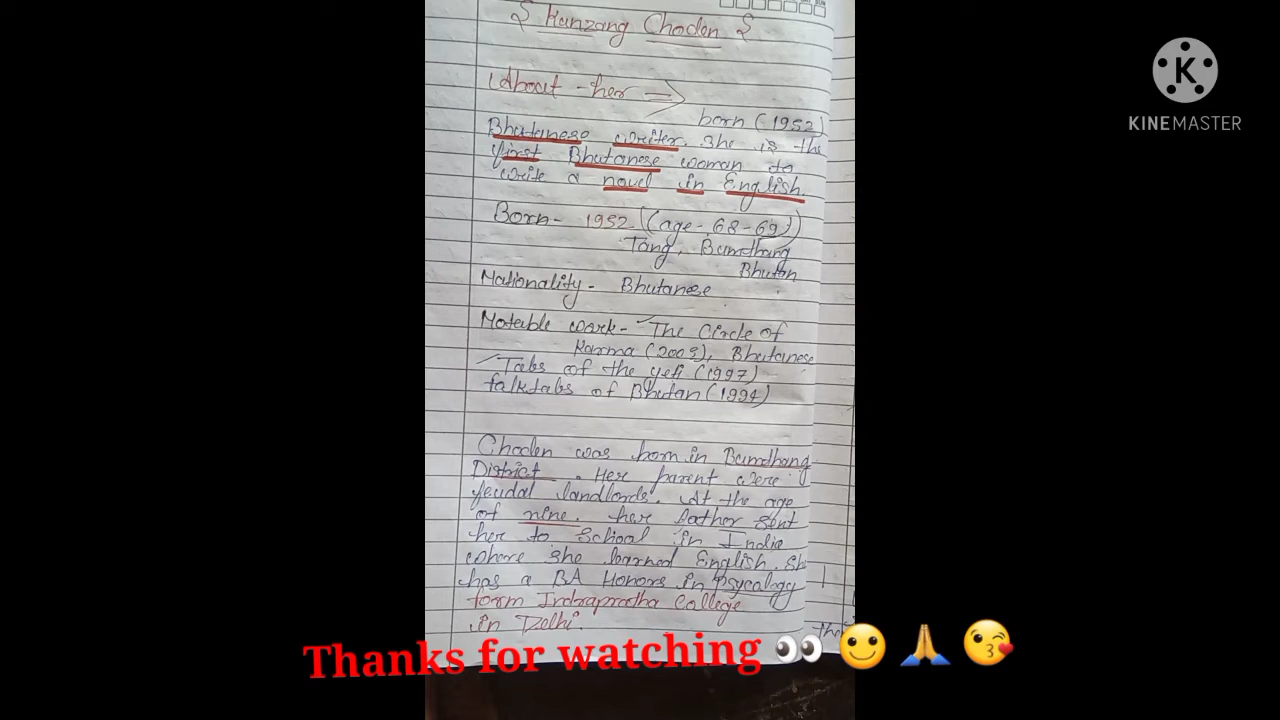 Kunzang Choden
About - her
born (1952)
Bhutanese writer. She is the
first Bhutanese woman to
write a novel in English.
Born - 1952 (age - 68-69)
Tang, Bumthang
Bhutan
Nationality - Bhutanese
Notable work - The Circle of
Karma (2005), Bhutanese
Tales of the yeti (1997)
falktales of Bhutan (1994)
Choden was born in Bumthang
District. Her parent were
feudal landlords. At the age
of nine. her father sent
her to School in India
where she learned English. She
has a BA Honors in Psycology
form Indraprastha College
in Delhi.
the
Thanks for watching 👀 🙂 🙏 😘
K
KINEMASTER